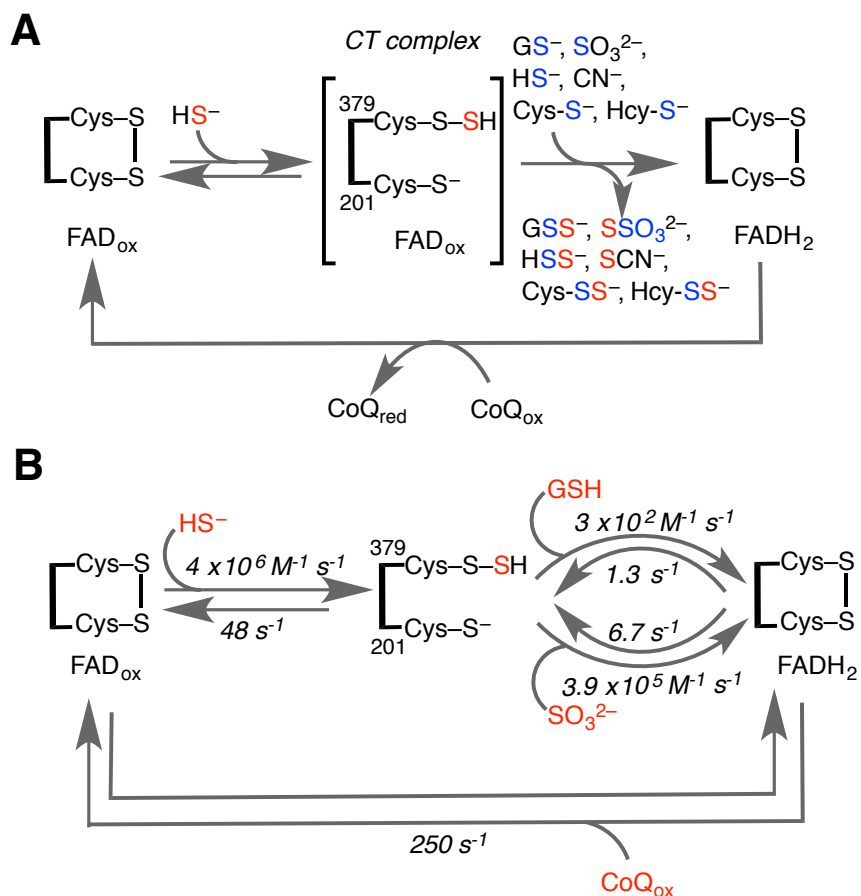 A
CT complex
GS⁻, SO₃²⁻,
HS⁻, CN⁻,
Cys-S⁻, Hcy-S⁻
HS⁻
Cys–S
Cys–S
FADox
379
Cys–S–SH
Cys–S⁻
201
FADox
GSS⁻, SSO₃²⁻,
HSS⁻, SCN⁻,
Cys-SS⁻, Hcy-SS⁻
Cys–S
Cys–S
FADH₂
CoQred
CoQox
B
HS⁻
4 x10⁶ M⁻¹ s⁻¹
48 s⁻¹
Cys–S
Cys–S
FADox
379
Cys–S–SH
Cys–S⁻
201
GSH
3 x10² M⁻¹ s⁻¹
1.3 s⁻¹
6.7 s⁻¹
3.9 x10⁵ M⁻¹ s⁻¹
SO₃²⁻
Cys–S
Cys–S
FADH₂
250 s⁻¹
CoQox